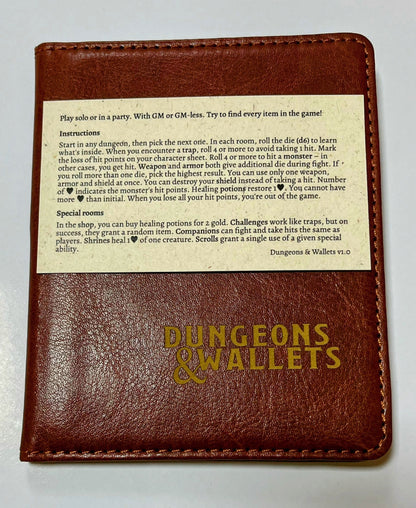 Play solo or in a party. With GM or GM-less. Try to find every item in the game!
Instructions
Start in any dungeon, then pick the next one. In each room, roll the die (d6) to learn
what's inside. When you encounter a trap, roll 4 or more to avoid taking 1 hit. Mark
the loss of hit points on your character sheet. Roll 4 or more to hit a monster – in
other cases, you get hit. Weapon and armor both give additional die during fight. If
you roll more than one die, pick the highest result. You can use only one weapon,
armor and shield at once. You can destroy your shield instead of taking a hit. Number
of ♥ indicates the monster's hit points. Healing potions restore 1♥. You cannot have
more ♥ than initial. When you lose all your hit points, you're out of the game.
Special rooms
In the shop, you can buy healing potions for 2 gold. Challenges work like traps, but on
success, they grant a random item. Companions can fight and take hits the same as
players. Shrines heal 1♥ of one creature. Scrolls grant a single use of a given special
ability.
Dungeons & Wallets v1.0
DUNGEONS
&WALLETS